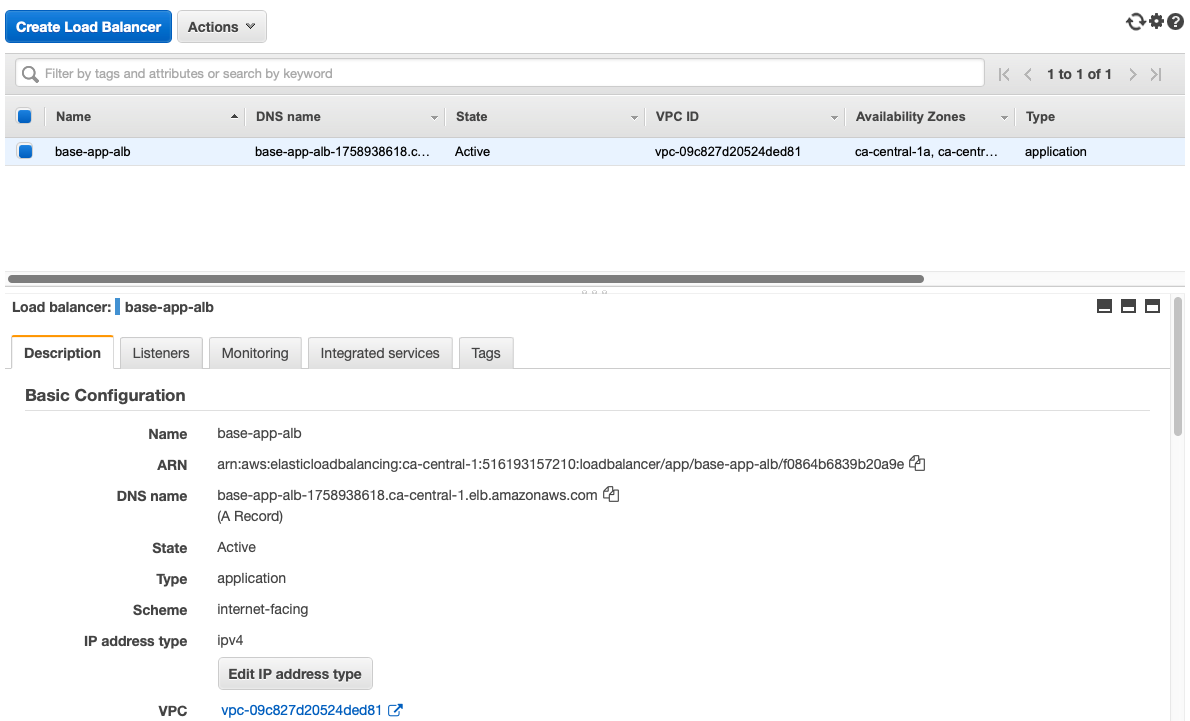 Create Load Balancer Actions
Filter by tags and attributes or search by keyword 1 to 1 of 1
Name DNS name State VPC ID Availability Zones Type
base-app-alb base-app-alb-1758938618.c... Active vpc-09c827d20524ded81 ca-central-1a, ca-centr... application
Load balancer: base-app-alb
Description Listeners Monitoring Integrated services Tags
Basic Configuration
Name base-app-alb
ARN arn:aws:elasticloadbalancing:ca-central-1:516193157210:loadbalancer/app/base-app-alb/f0864b6839b20a9e
DNS name base-app-alb-1758938618.ca-central-1.elb.amazonaws.com
(A Record)
State Active
Type application
Scheme internet-facing
IP address type ipv4
Edit IP address type
VPC vpc-09c827d20524ded81